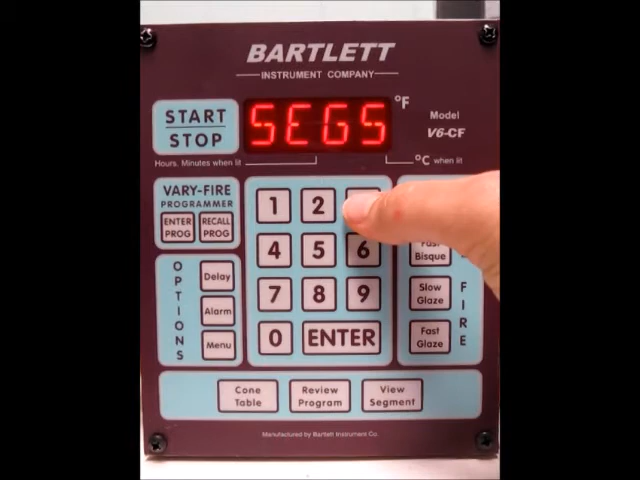 BARTLETT
INSTRUMENT COMPANY
START
STOP
SEGS
°F
Model
V6-CF
Hours, Minutes when lit
°C when lit
VARY-FIRE
PROGRAMMER
ENTER
PROG
RECALL
PROG
1 2
4 5 6
7 8 9
0 ENTER
OPTIONS
Delay
Alarm
Menu
Fast
Bisque
Slow
Glaze
Fast
Glaze
FIRE
Cone
Table
Review
Program
View
Segment
Manufactured by Bartlett Instrument Co.